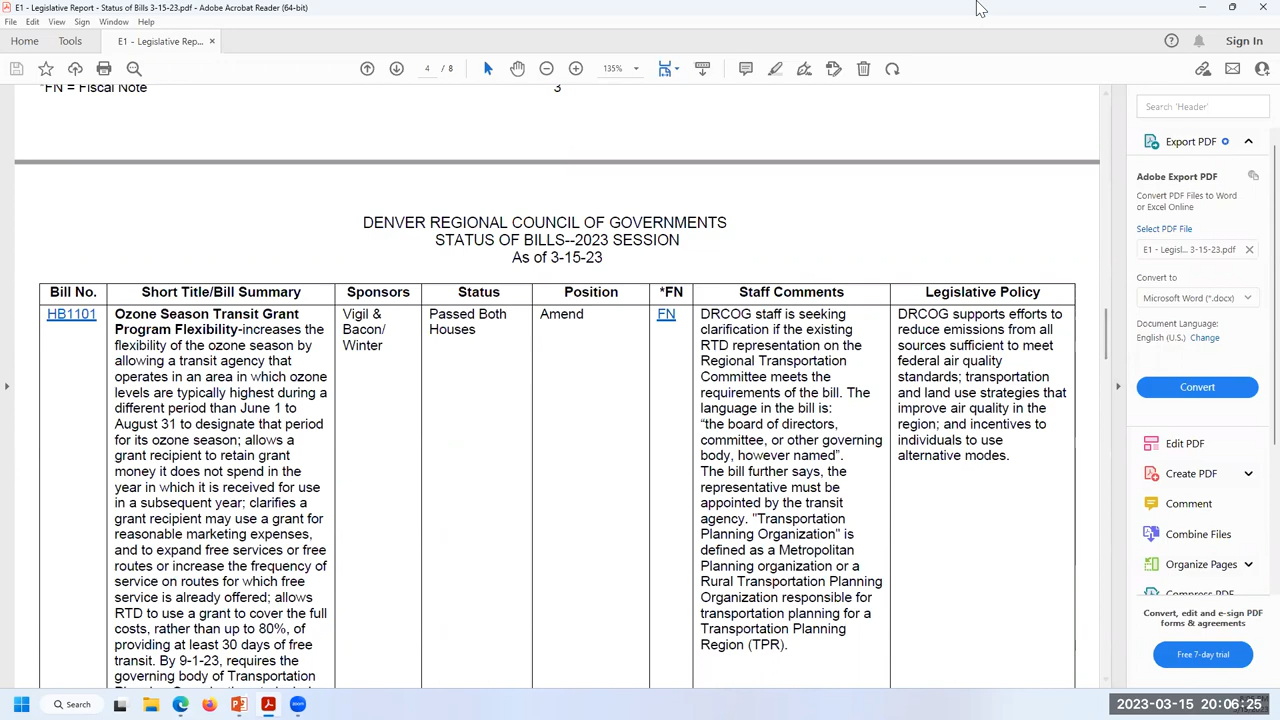 E1 - Legislative Report - Status of Bills 3-15-23.pdf - Adobe Acrobat Reader (64-bit)
File Edit View Sign Window Help
Home Tools E1 - Legislative Rep... × Sign In
4 / 8 135%
*FN = Fiscal Note 3
DENVER REGIONAL COUNCIL OF GOVERNMENTS
STATUS OF BILLS--2023 SESSION
As of 3-15-23
Bill No. Short Title/Bill Summary Sponsors Status Position *FN Staff Comments Legislative Policy
HB1101
Ozone Season Transit Grant
Program Flexibility-increases the
flexibility of the ozone season by
allowing a transit agency that
operates in an area in which ozone
levels are typically highest during a
different period than June 1 to
August 31 to designate that period
for its ozone season; allows a
grant recipient to retain grant
money it does not spend in the
year in which it is received for use
in a subsequent year; clarifies a
grant recipient may use a grant for
reasonable marketing expenses,
and to expand free services or free
routes or increase the frequency of
service on routes for which free
service is already offered; allows
RTD to use a grant to cover the full
costs, rather than up to 80%, of
providing at least 30 days of free
transit. By 9-1-23, requires the
governing body of Transportation
Vigil &
Bacon/
Winter
Passed Both
Houses
Amend
FN
DRCOG staff is seeking
clarification if the existing
RTD representation on the
Regional Transportation
Committee meets the
requirements of the bill. The
language in the bill is:
“the board of directors,
committee, or other governing
body, however named”.
The bill further says, the
representative must be
appointed by the transit
agency. "Transportation
Planning Organization” is
defined as a Metropolitan
Planning organization or a
Rural Transportation Planning
Organization responsible for
transportation planning for a
Transportation Planning
Region (TPR).
DRCOG supports efforts to
reduce emissions from all
sources sufficient to meet
federal air quality
standards; transportation
and land use strategies that
improve air quality in the
region; and incentives to
individuals to use
alternative modes.
Search 'Header'
Export PDF
Adobe Export PDF
Convert PDF Files to Word
or Excel Online
Select PDF File
E1 - Legisl... 3-15-23.pdf
Convert to
Microsoft Word (*.docx)
Document Language:
English (U.S.) Change
Convert
Edit PDF
Create PDF
Comment
Combine Files
Organize Pages
Compress PDF
Convert, edit and e-sign PDF
forms & agreements
Free 7-day trial
Search
2023-03-15 20:06:25